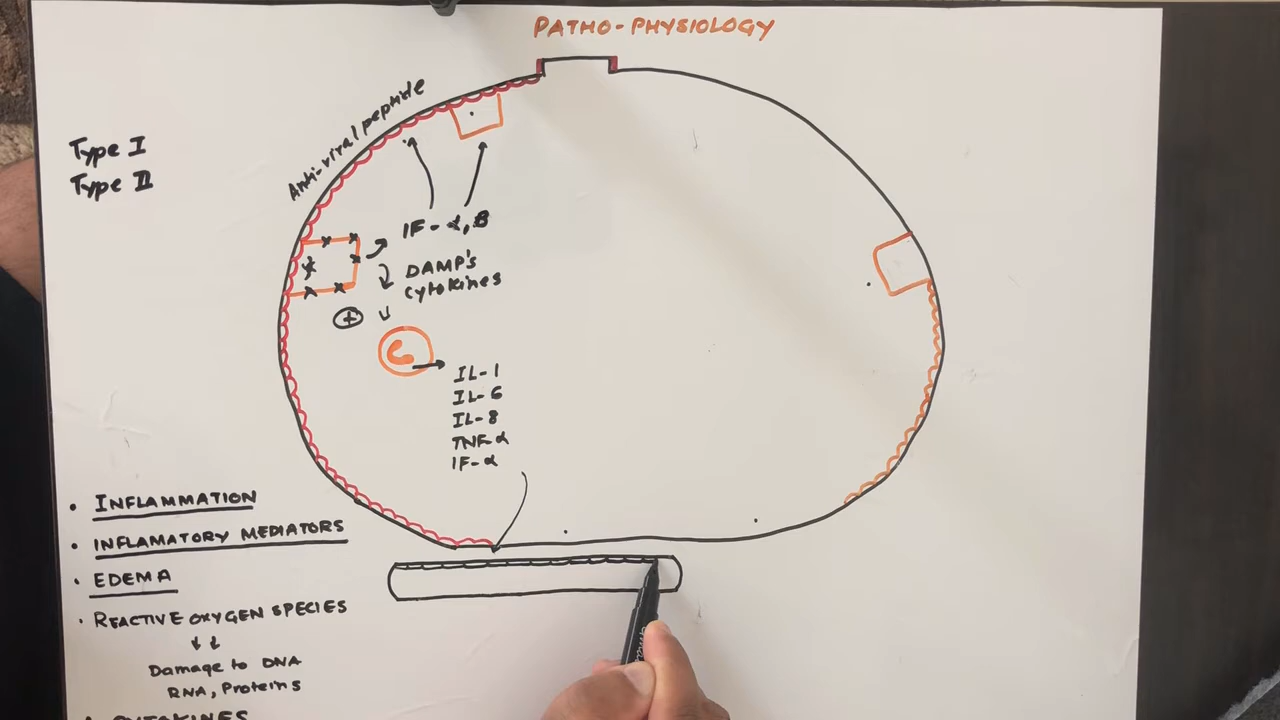 PATHO-PHYSIOLOGY
Anti-viral peptide
Type I
Type II
IF-α,B
DAMP's
Cytokines
+
IL-1
IL-6
IL-8
TNF-α
IF-α
• INFLAMMATION
• INFLAMATORY MEDIATORS
• EDEMA
• REACTIVE OXYGEN SPECIES
↓ ↓
Damage to DNA
RNA, Proteins
CYTOKINES